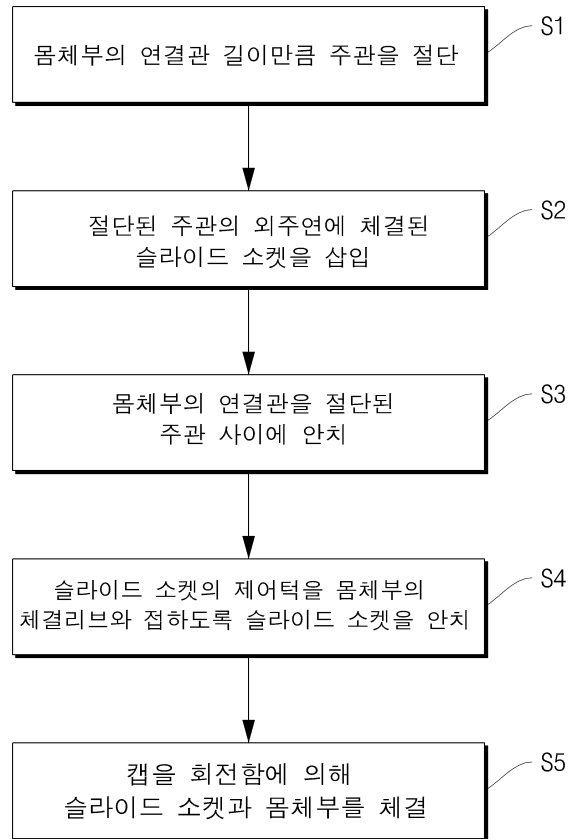 몸체부의 연결관 길이만큼 주관을 절단
S1
절단된 주관의 외주연에 체결된
슬라이드 소켓을 삽입
S2
몸체부의 연결관을 절단된
주관 사이에 안치
S3
슬라이드 소켓의 제어턱을 몸체부의
체결리브와 접하도록 슬라이드 소켓을 안치
S4
캡을 회전함에 의해
슬라이드 소켓과 몸체부를 체결
S5